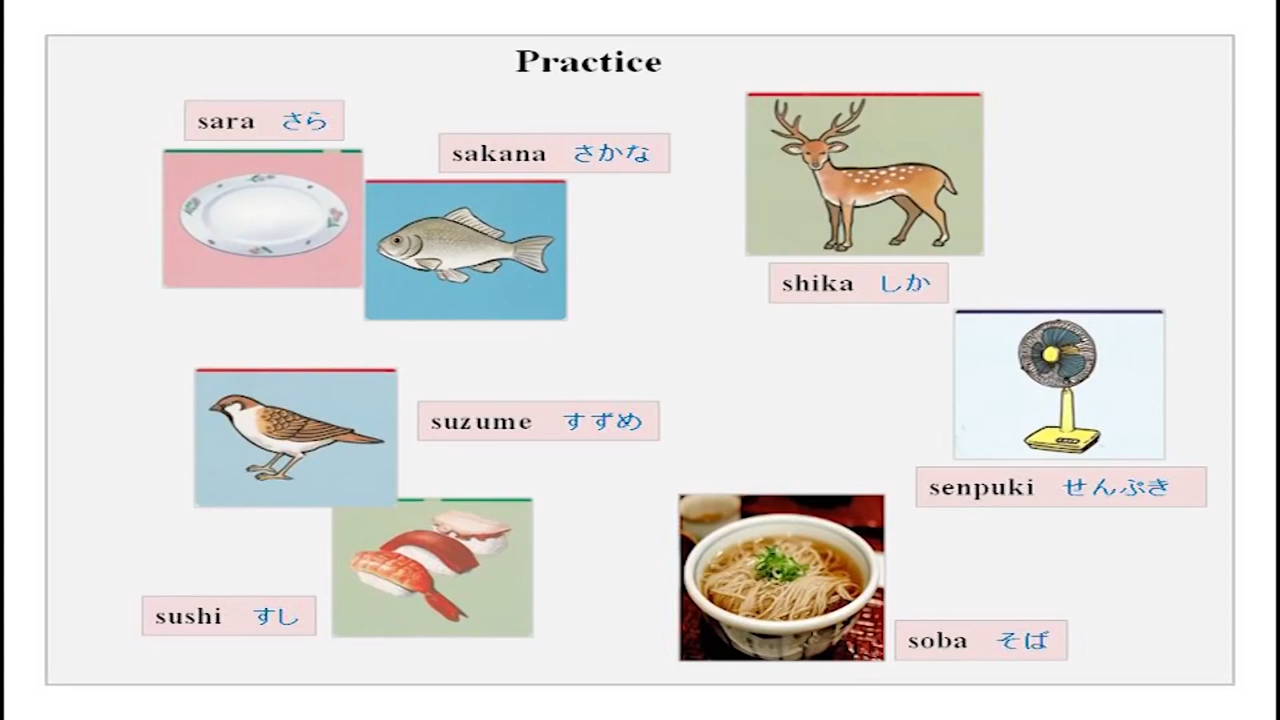 Practice
sara さら
sakana さかな
shika しか
suzume すずめ
senpuki せんぷき
sushi すし
soba そば